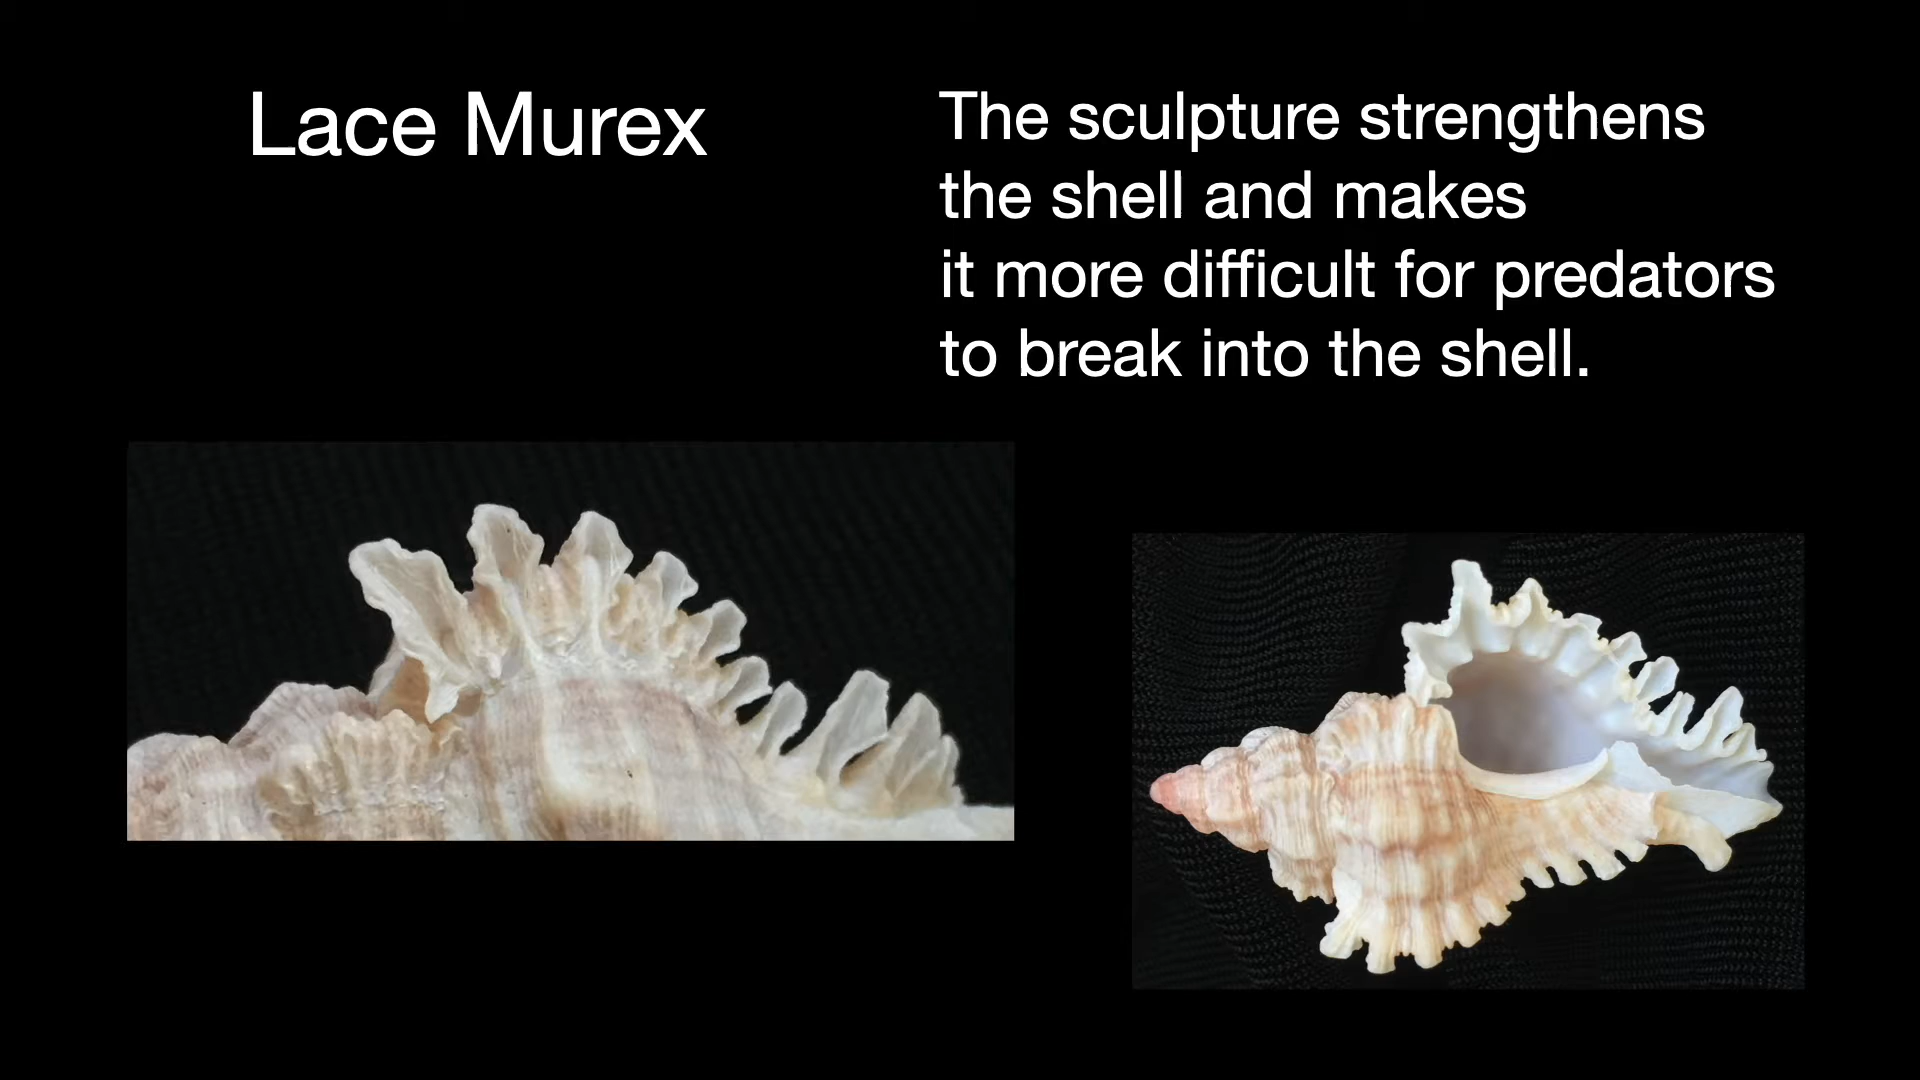 Lace Murex
The sculpture strengthens
the shell and makes
it more difficult for predators
to break into the shell.